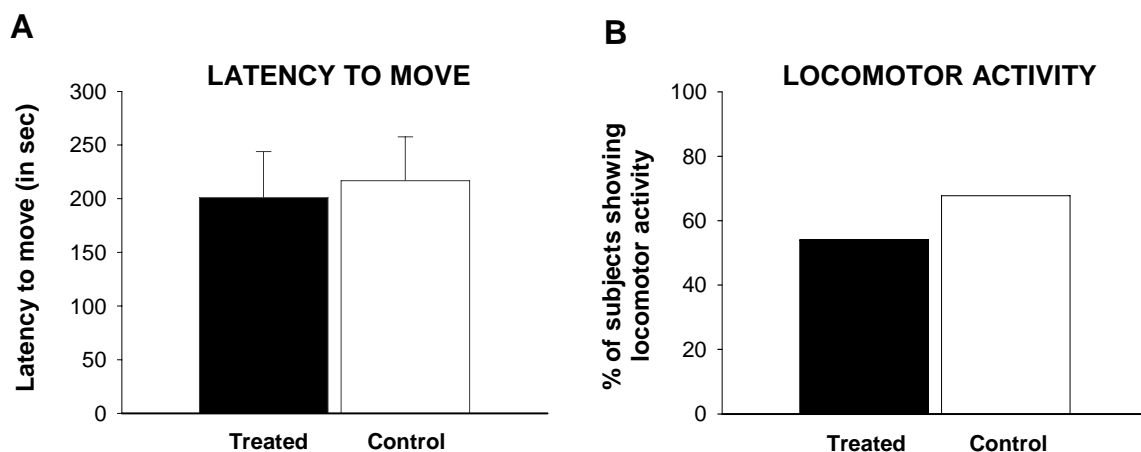 A
LATENCY TO MOVE
Latency to move (in sec)
300
250
200
150
100
50
0
Treated Control
B
LOCOMOTOR ACTIVITY
% of subjects showing
locomotor activity
100
80
60
40
20
0
Treated Control